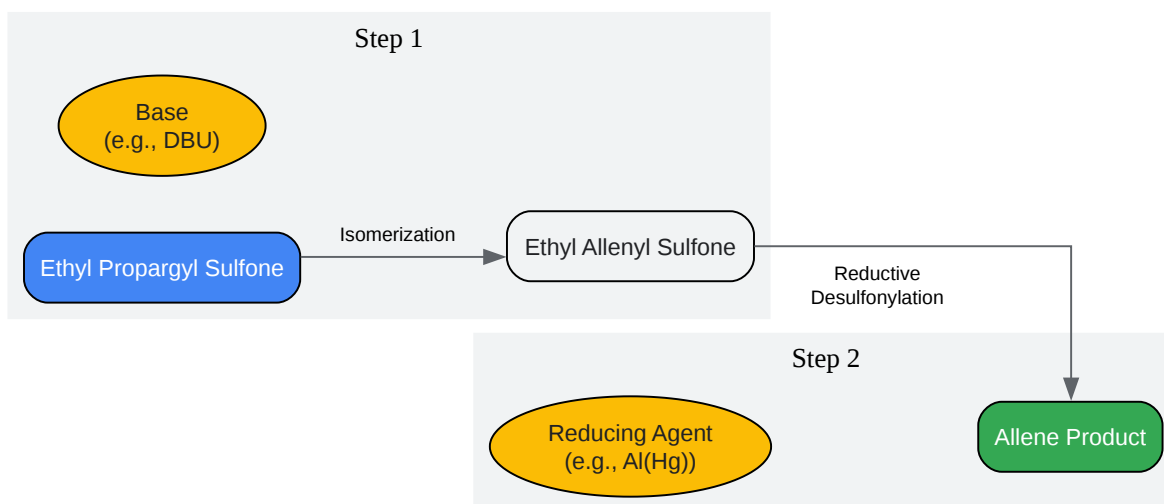 Step 1
Base
(e.g., DBU)
Ethyl Propargyl Sulfone
Isomerization
Ethyl Allenyl Sulfone
Reductive
Desulfonylation
Step 2
Reducing Agent
(e.g., Al(Hg))
Allene Product